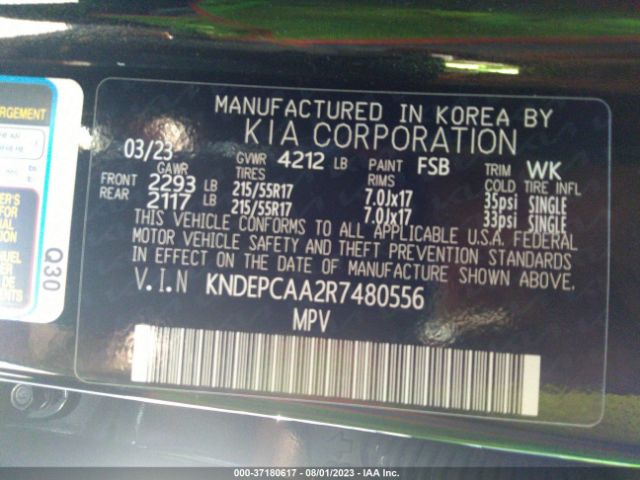 ARGEMENT
Q30
MANUFACTURED IN KOREA BY
KIA CORPORATION
03/23 GVWR 4212 LB PAINT FSB TRIM WK
GAWR TIRES RIMS COLD TIRE INFL
FRONT 2293 LB 215/55R17 7.0Jx17 35psi SINGLE
REAR 2117 LB 215/55R17 7.0Jx17 33psi SINGLE
THIS VEHICLE CONFORMS TO ALL APPLICABLE U.S.A. FEDERAL
MOTOR VEHICLE SAFETY AND THEFT PREVENTION STANDARDS
IN EFFECT ON THE DATE OF MANUFACTURE SHOWN ABOVE.
V.I.N KNDEPCAA2R7480556
MPV
000-37180617 - 08/01/2023 - IAA Inc.